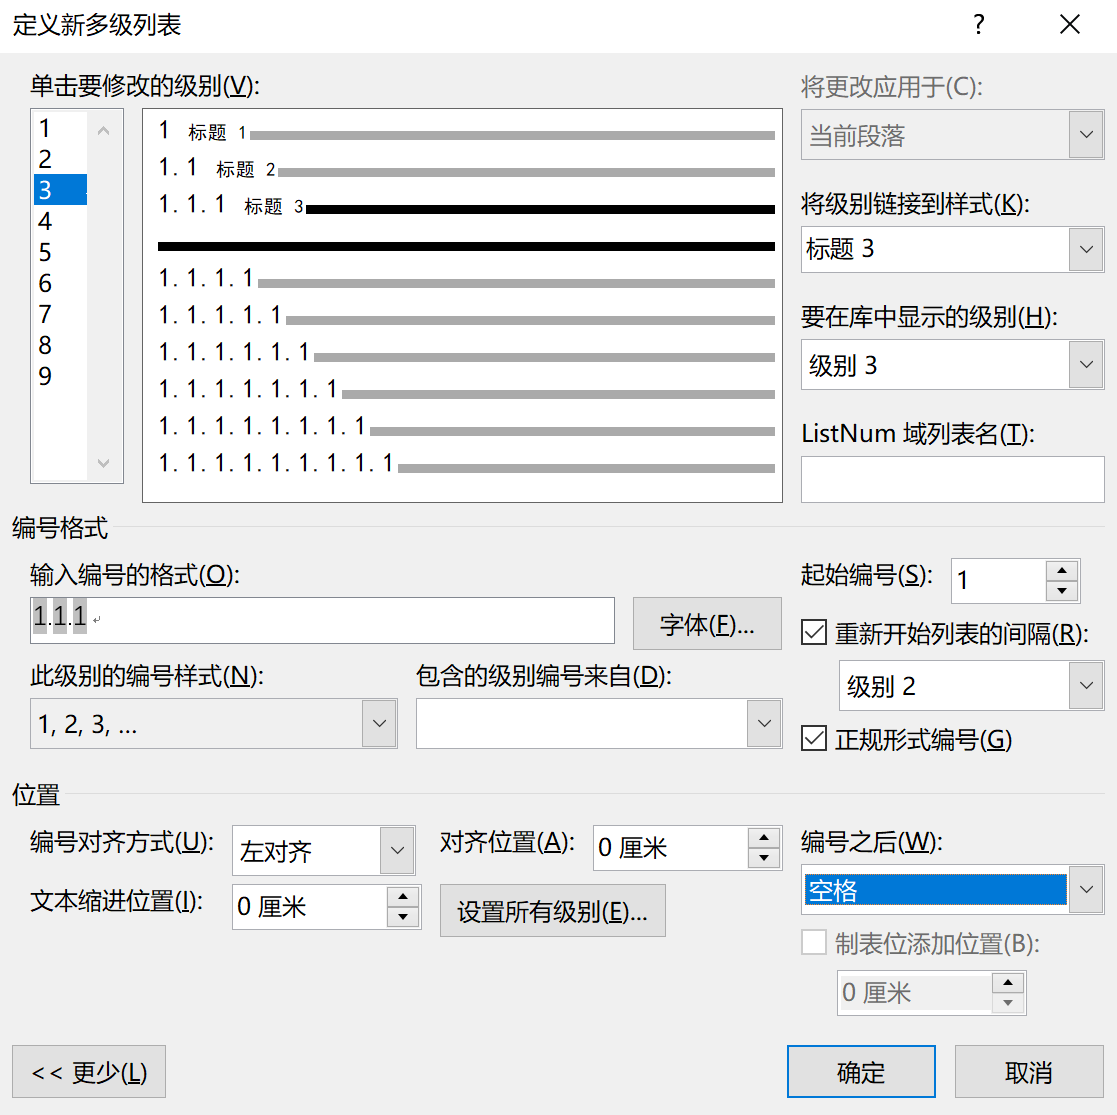 定义新多级列表
单击要修改的级别(V):
1
2
3
4
5
6
7
8
9
1 标题 1
1.1 标题 2
1.1.1 标题 3
1.1.1.1
1.1.1.1.1
1.1.1.1.1.1
1.1.1.1.1.1.1
1.1.1.1.1.1.1.1
1.1.1.1.1.1.1.1.1
将更改应用于(C):
当前段落
将级别链接到样式(K):
标题 3
要在库中显示的级别(H):
级别 3
ListNum 域列表名(T):
编号格式
输入编号的格式(O):
1.1.1
字体(F)...
此级别的编号样式(N):
1, 2, 3, ...
包含的级别编号来自(D):
起始编号(S):
1
重新开始列表的间隔(R):
级别 2
正规形式编号(G)
位置
编号对齐方式(U):
左对齐
对齐位置(A):
0 厘米
文本缩进位置(I):
0 厘米
设置所有级别(E)...
编号之后(W):
空格
制表位添加位置(B):
0 厘米
<< 更少(L)
确定
取消